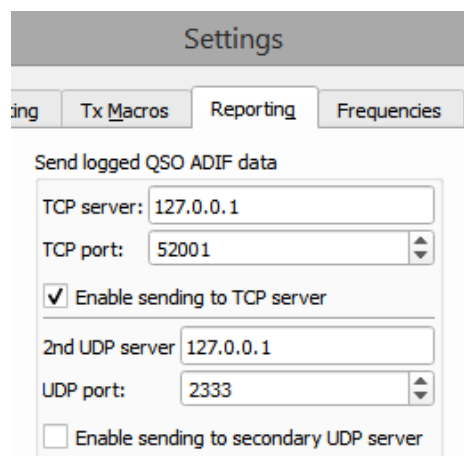 Settings
ting Tx Macros Reporting Frequencies
Send logged QSO ADIF data
TCP server: 127.0.0.1
TCP port: 52001
Enable sending to TCP server
2nd UDP server 127.0.0.1
UDP port: 2333
Enable sending to secondary UDP server